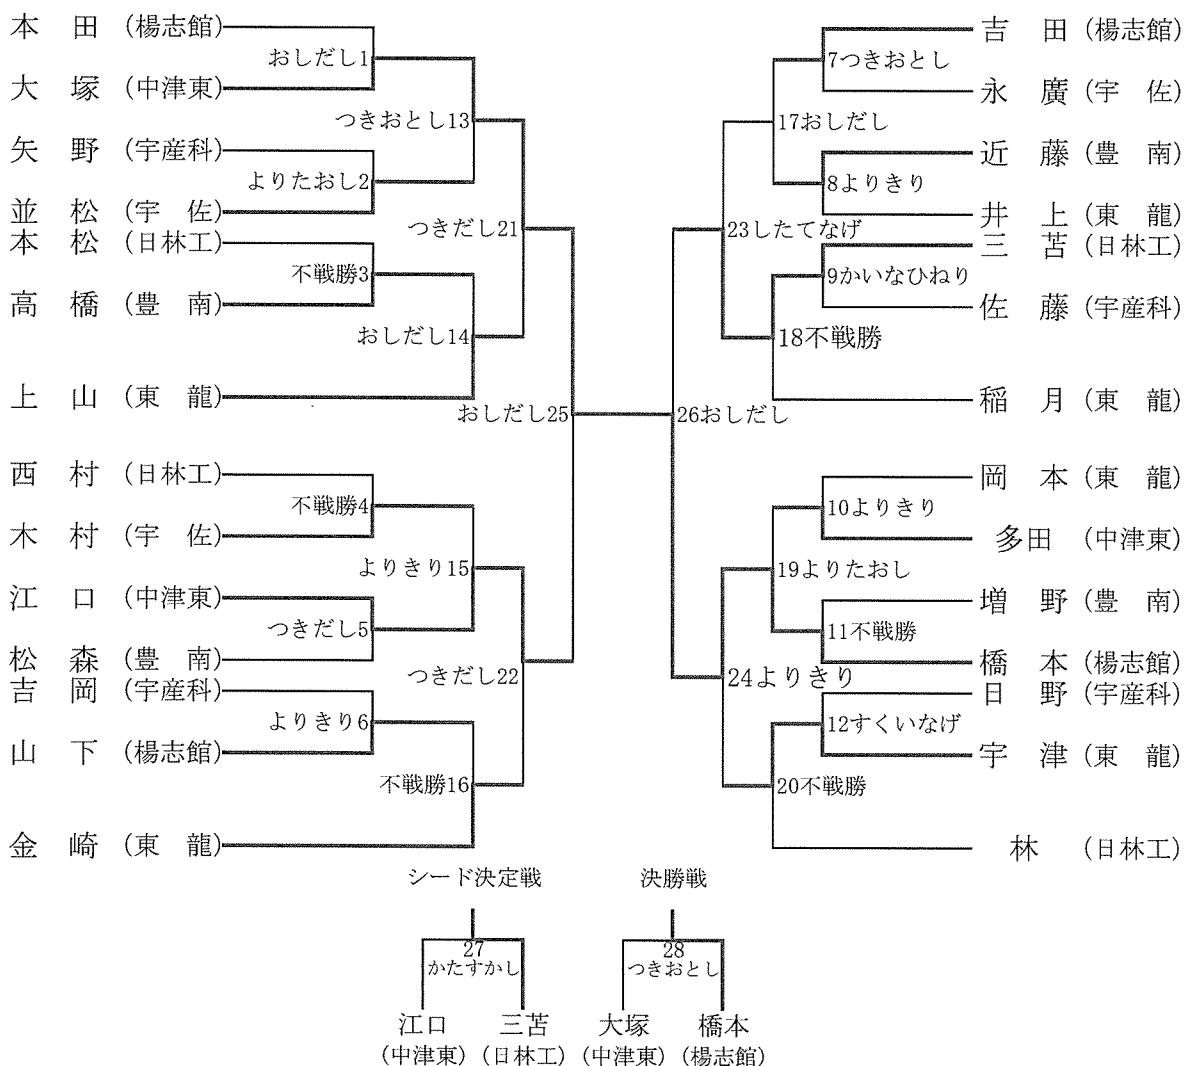 本　田（楊志館）
おしだし1
大　塚（中津東）
つきおとし13
矢　野（宇産科）
よりたおし2
並　松（宇　佐）
つきだし21
本　松（日林工）
不戦勝3
高　橋（豊　南）
おしだし14
上　山（東　龍）
おしだし25
西　村（日林工）
不戦勝4
木　村（宇　佐）
よりきり15
江　口（中津東）
つきだし5
松　森（豊　南）
つきだし22
吉　岡（宇産科）
よりきり6
山　下（楊志館）
不戦勝16
金　崎（東　龍）
吉　田（楊志館）
7つきおとし
永　廣（宇　佐）
17おしだし
近　藤（豊　南）
8よりきり
井　上（東　龍）
23したてなげ
三　苫（日林工）
9かいなひねり
佐　藤（宇産科）
18不戦勝
稲　月（東　龍）
26おしだし
岡　本（東　龍）
10よりきり
多田　（中津東）
19よりたおし
増　野（豊　南）
11不戦勝
橋　本（楊志館）
24よりきり
日　野（宇産科）
12すくいなげ
宇　津（東　龍）
20不戦勝
林　（日林工）
シード決定戦
27
かたすかし
江口　三苫
（中津東）（日林工）
決勝戦
28
つきおとし
大塚　橋本
（中津東）（楊志館）